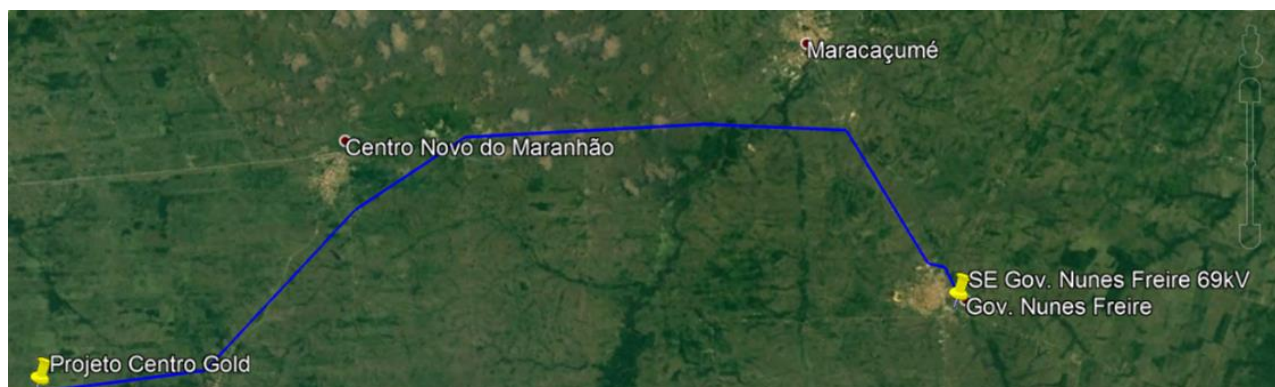 Maracaçumé
Centro Novo do Maranhão
SE Gov. Nunes Freire 69kV
Gov. Nunes Freire
Projeto Centro Gold